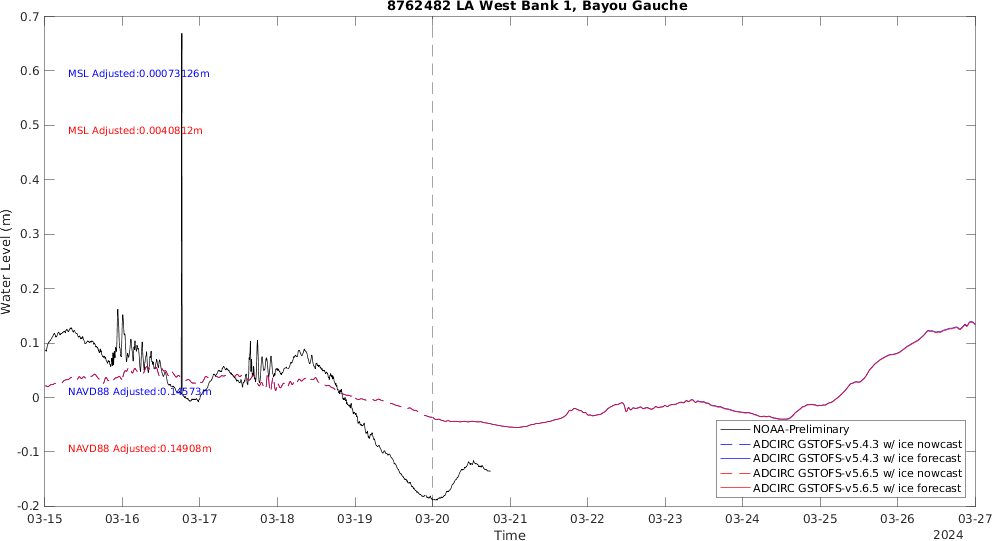 8762482 LA West Bank 1, Bayou Gauche
0.7
0.6
0.5
0.4
0.3
0.2
0.1
0
-0.1
-0.2
Water Level (m)
MSL Adjusted:0.00073126m
MSL Adjusted:0.0040812m
NAVD88 Adjusted:0.14573m
NAVD88 Adjusted:0.14908m
NOAA-Preliminary
ADCIRC GSTOFS-v5.4.3 w/ ice nowcast
ADCIRC GSTOFS-v5.4.3 w/ ice forecast
ADCIRC GSTOFS-v5.6.5 w/ ice nowcast
ADCIRC GSTOFS-v5.6.5 w/ ice forecast
03-15 03-16 03-17 03-18 03-19 03-20 03-21 03-22 03-23 03-24 03-25 03-26 03-27
Time
2024